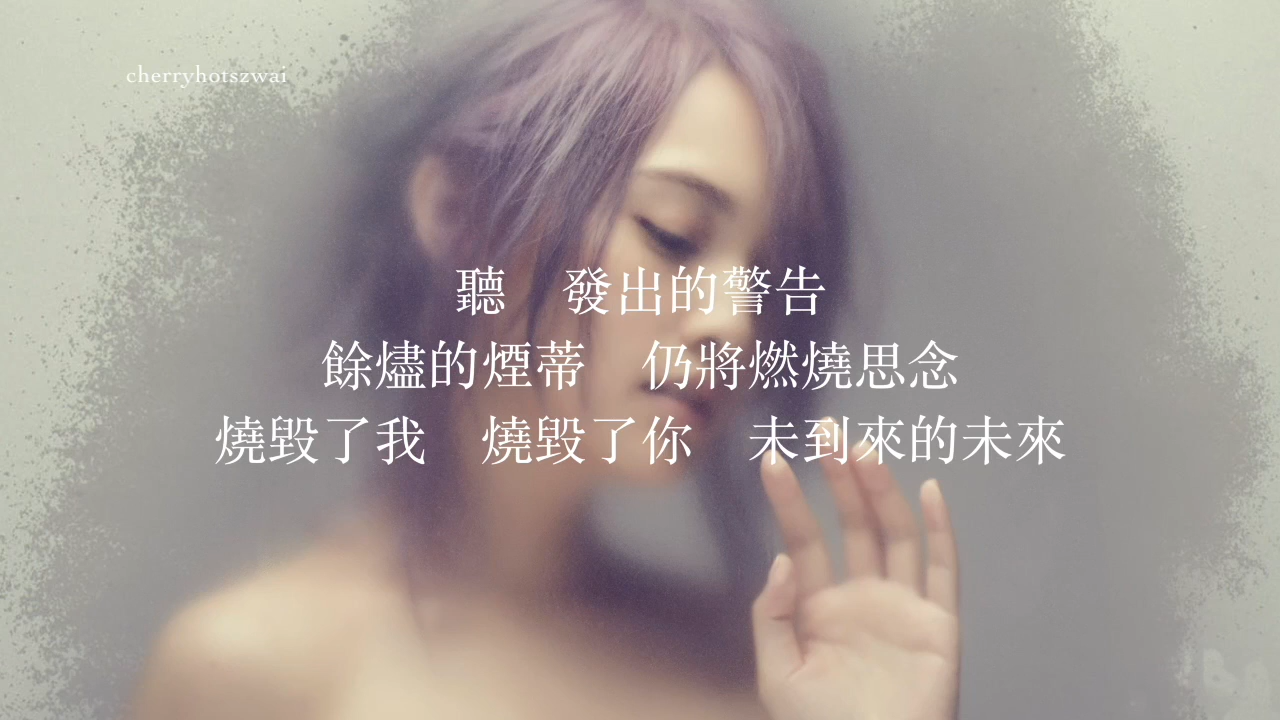 cherryhotszwai
聽　發出的警告
餘燼的煙蒂　仍將燃燒思念
燒毀了我　燒毀了你　未到來的未來